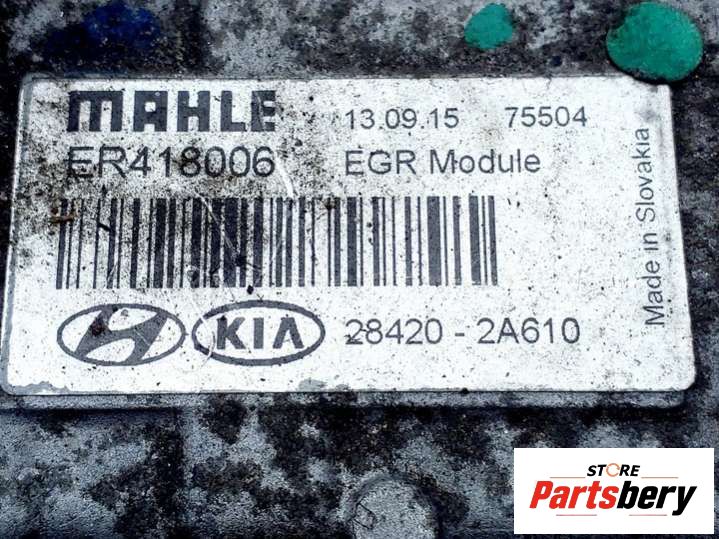 MAHLE 13.09.15 75504
ER418006 EGR Module
KIA 28420 - 2A610
Made in Slovakia
STORE
Partsbery